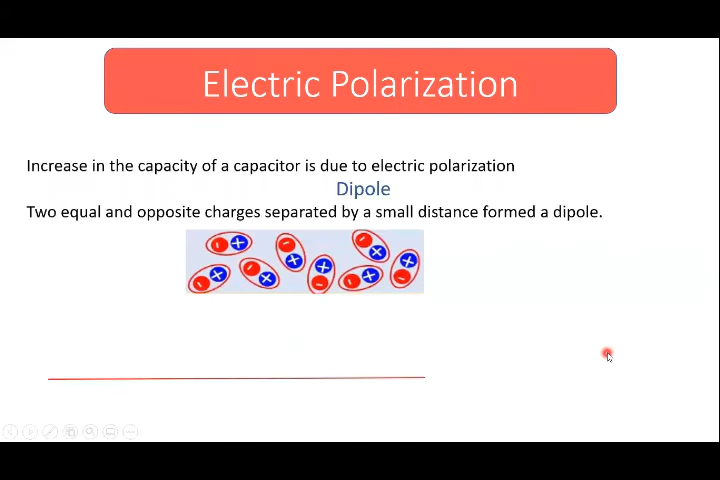 Electric Polarization
Increase in the capacity of a capacitor is due to electric polarization
Dipole
Two equal and opposite charges separated by a small distance formed a dipole.